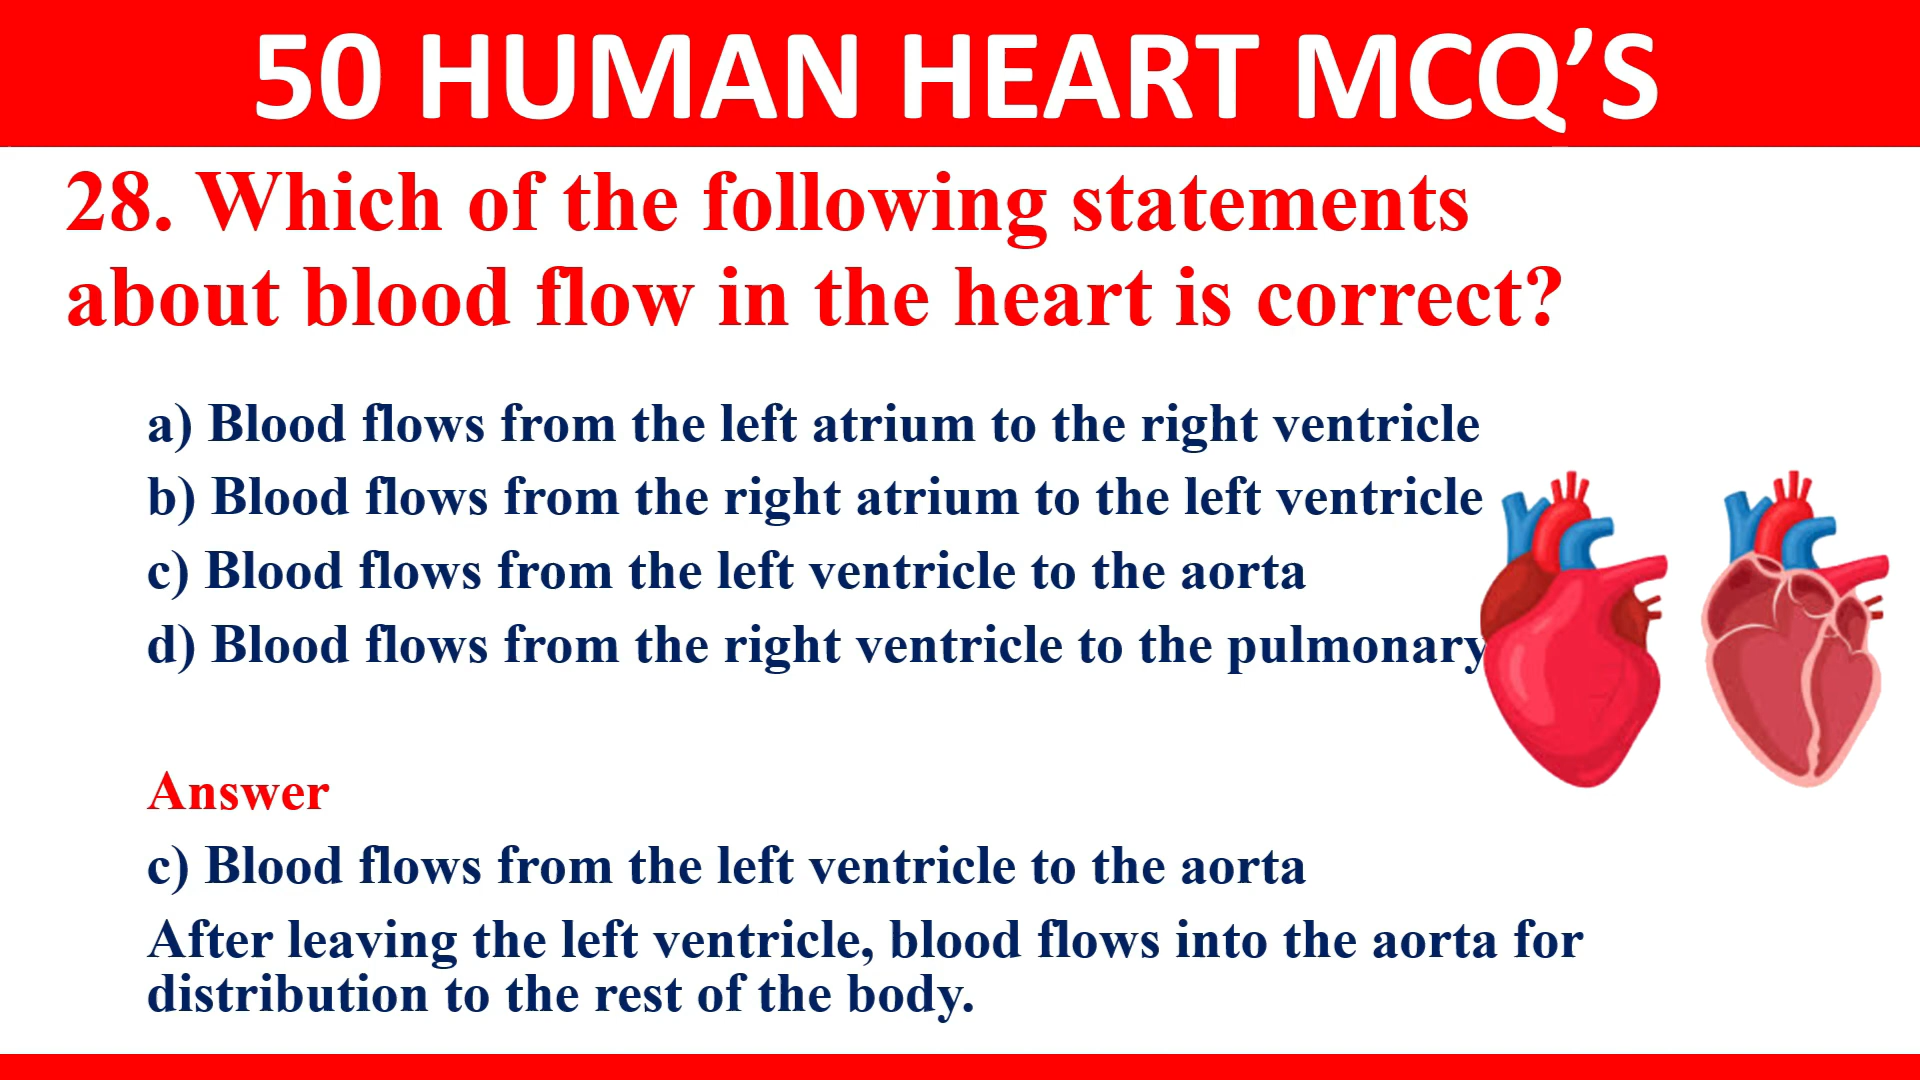 50 HUMAN HEART MCQ’S
28. Which of the following statements
about blood flow in the heart is correct?
a) Blood flows from the left atrium to the right ventricle
b) Blood flows from the right atrium to the left ventricle
c) Blood flows from the left ventricle to the aorta
d) Blood flows from the right ventricle to the pulmonary
Answer
c) Blood flows from the left ventricle to the aorta
After leaving the left ventricle, blood flows into the aorta for
distribution to the rest of the body.